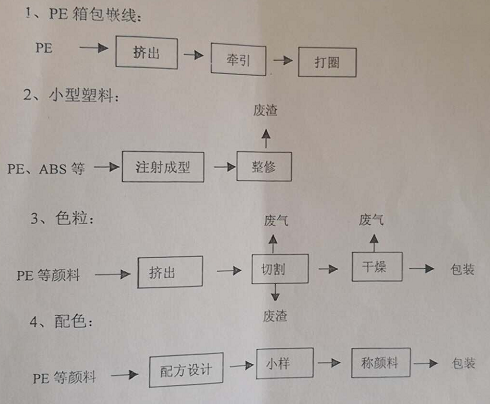 1、PE 箱包嵌线：
PE 挤出 牵引 打圈
2、小型塑料：
废渣
PE、ABS 等 注射成型 整修
3、色粒：
废气 废气
PE 等颜料 挤出 切割 干燥 包装
废渣
4、配色：
PE 等颜料 配方设计 小样 称颜料 包装